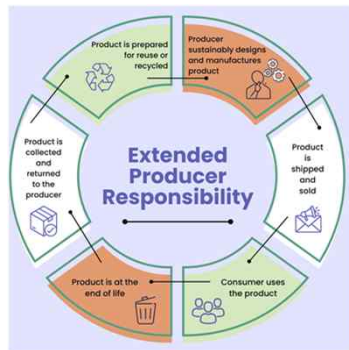 Product is prepared
for reuse or
recycled
Producer
sustainably designs
and manufactures
product
Product
is
shipped
and
sold
Consumer uses
the product
Product is at the
end of life
Product is
collected
and
returned
to the
producer
Extended
Producer
Responsibility